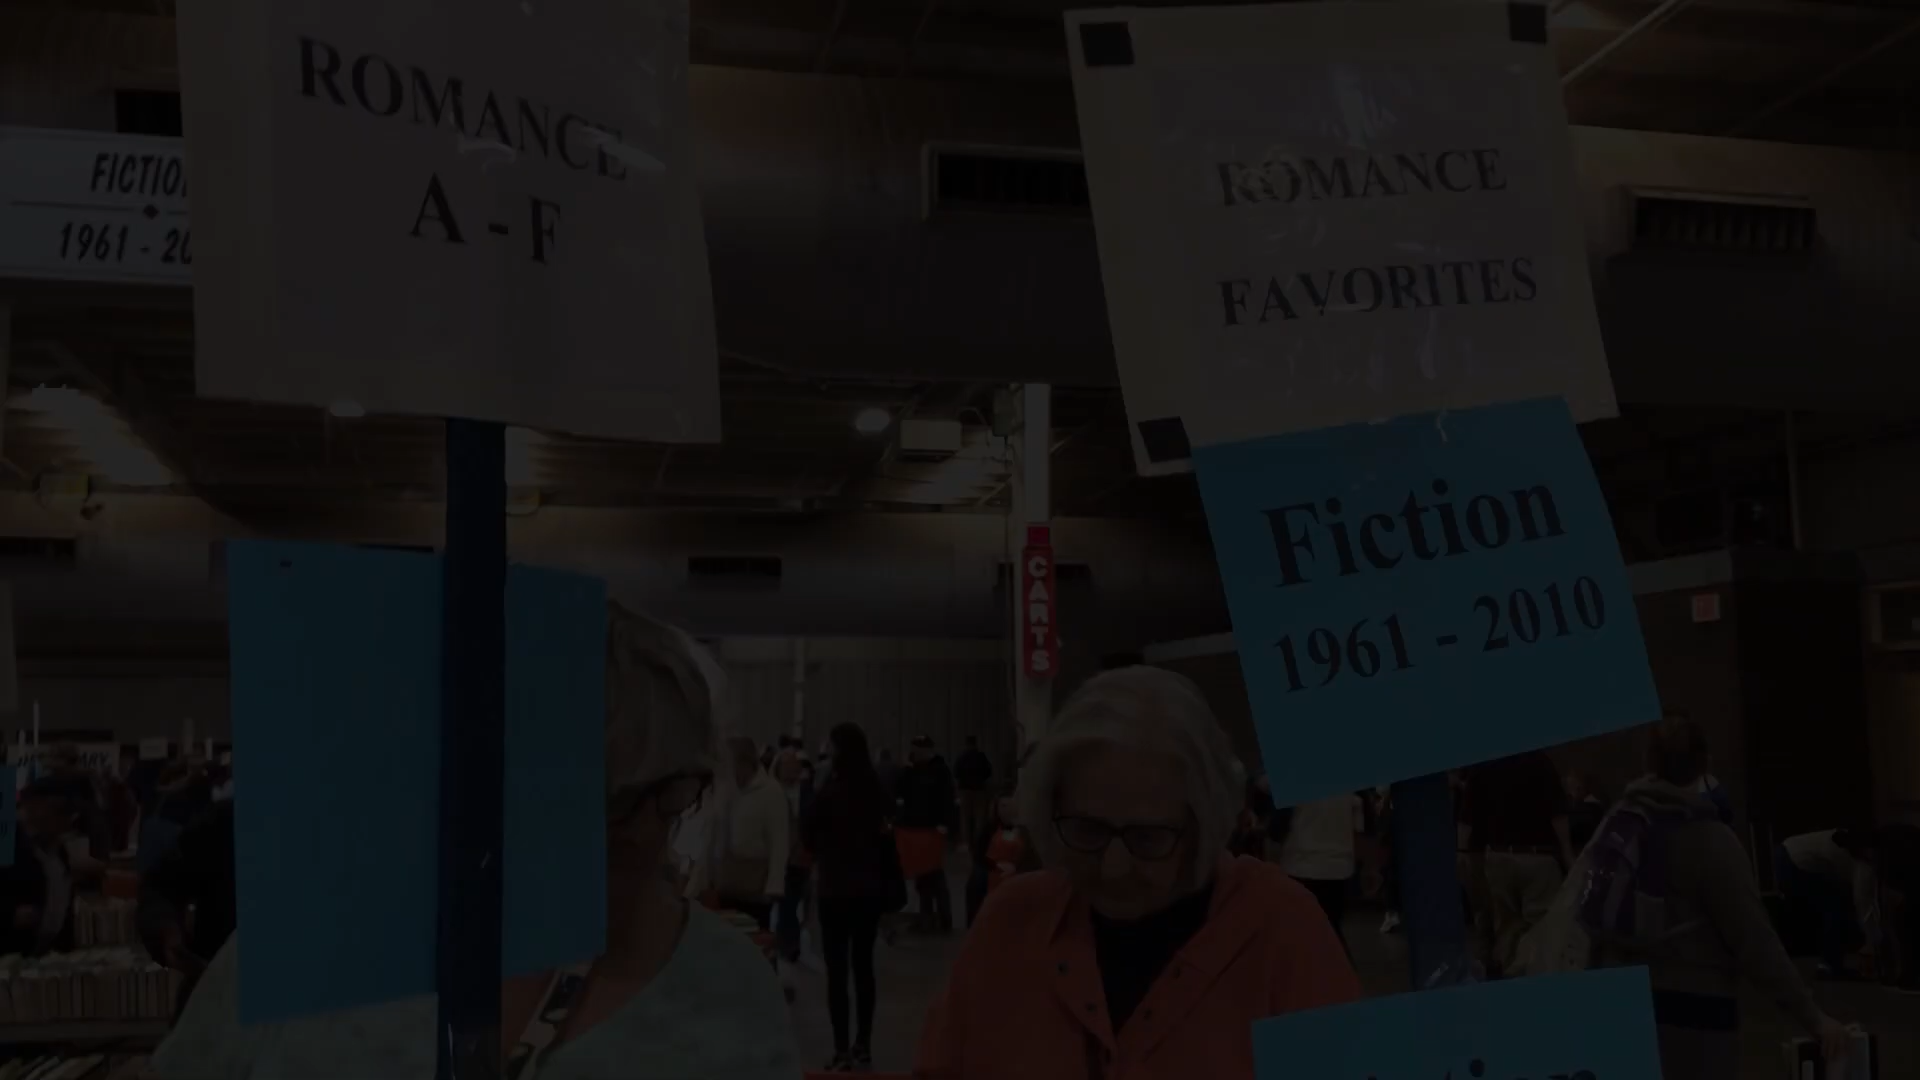 ROMANCE
A - F
FICTIO
1961 - 20
ROMANCE
FAVORITES
Fiction
1961 - 2010
CARTS